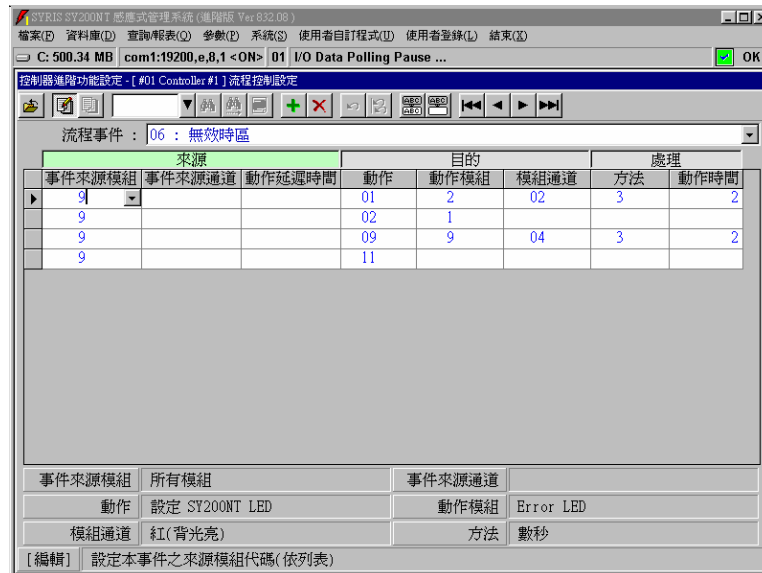 SYRIS SY200NT 感應式管理系統 (進階版 Ver 832.08 )
檔案(F) 資料庫(D) 查詢/報表(Q) 參數(P) 系統(S) 使用者自訂程式(U) 使用者登錄(L) 結束(X)
C: 500.34 MB com1:19200,e,8,1 <ON> 01 I/O Data Polling Pause ... OK
控制器進階功能設定 - [ #01 Controller #1 ] 流程控制設定
流程事件 : 06 : 無效時區
來源 目的 處理
事件來源模組 事件來源通道 動作延遲時間 動作 動作模組 模組通道 方法 動作時間
9 01 2 02 3 2
9 02 1
9 09 9 04 3 2
9 11
事件來源模組 所有模組 事件來源通道
動作 設定 SY200NT LED 動作模組 Error LED
模組通道 紅(背光亮) 方法 數秒
[編輯] 設定本事件之來源模組代碼(依列表)